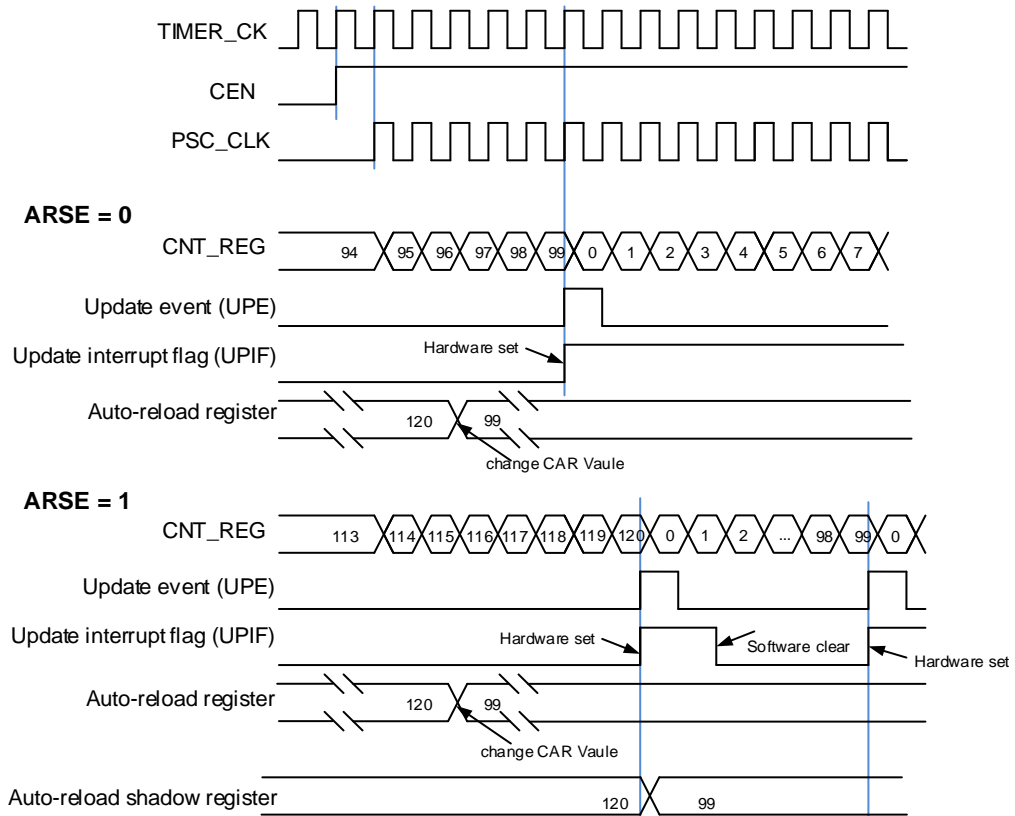 TIMER_CK
CEN
PSC_CLK
ARSE = 0
CNT_REG 94 95 96 97 98 99 0 1 2 3 4 5 6 7
Update event (UPE)
Update interrupt flag (UPIF) Hardware set
Auto-reload register 120 99
change CAR Vaule
ARSE = 1
CNT_REG 113 114 115 116 117 118 119 120 0 1 2 ... 98 99 0
Update event (UPE)
Update interrupt flag (UPIF) Hardware set Software clear Hardware set
Auto-reload register 120 99
change CAR Vaule
Auto-reload shadow register 120 99